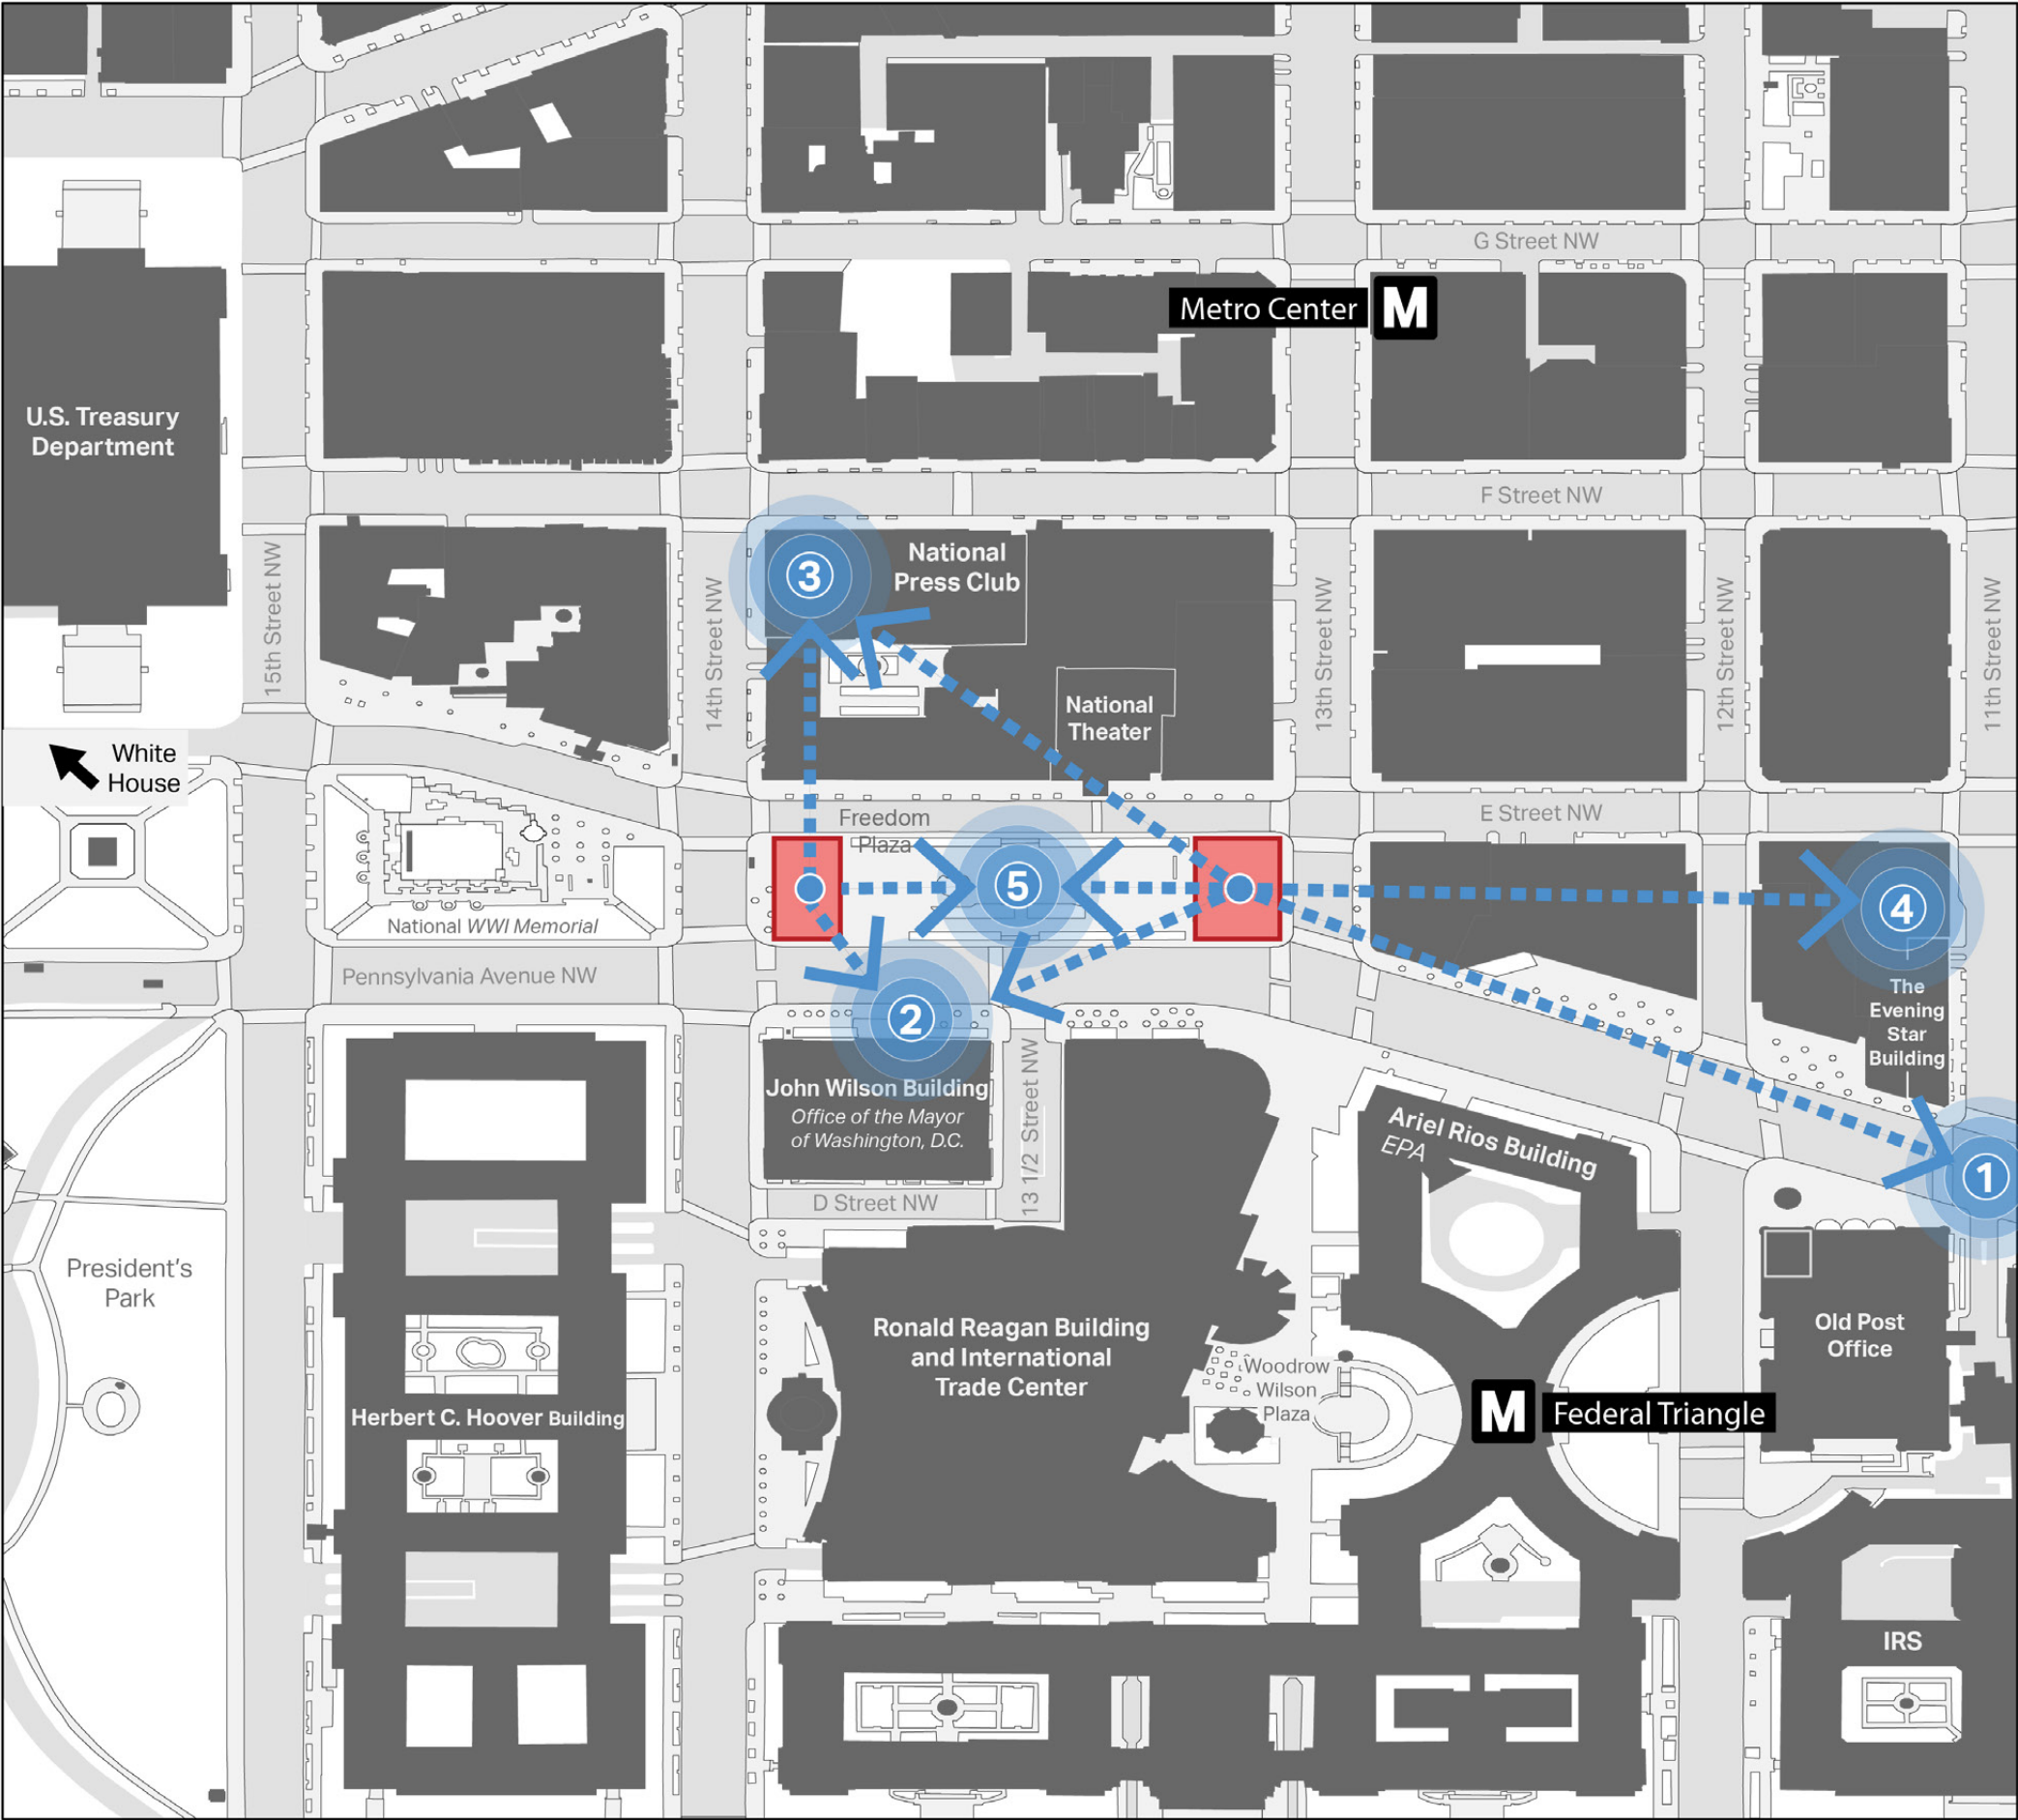 G Street NW
Metro Center
M
U.S. Treasury
Department
F Street NW
15th Street NW
14th Street NW
13th Street NW
12th Street NW
11th Street NW
3
National
Press Club
National
Theater
White
House
Freedom
Plaza
E Street NW
5
4
National WWI Memorial
Pennsylvania Avenue NW
2
The
Evening
Star
Building
John Wilson Building
Office of the Mayor
of Washington, D.C.
13 1/2 Street NW
Ariel Rios Building
EPA
1
D Street NW
President's
Park
Ronald Reagan Building
and International
Trade Center
Old Post
Office
Woodrow
Wilson
Plaza
Herbert C. Hoover Building
M
Federal Triangle
IRS